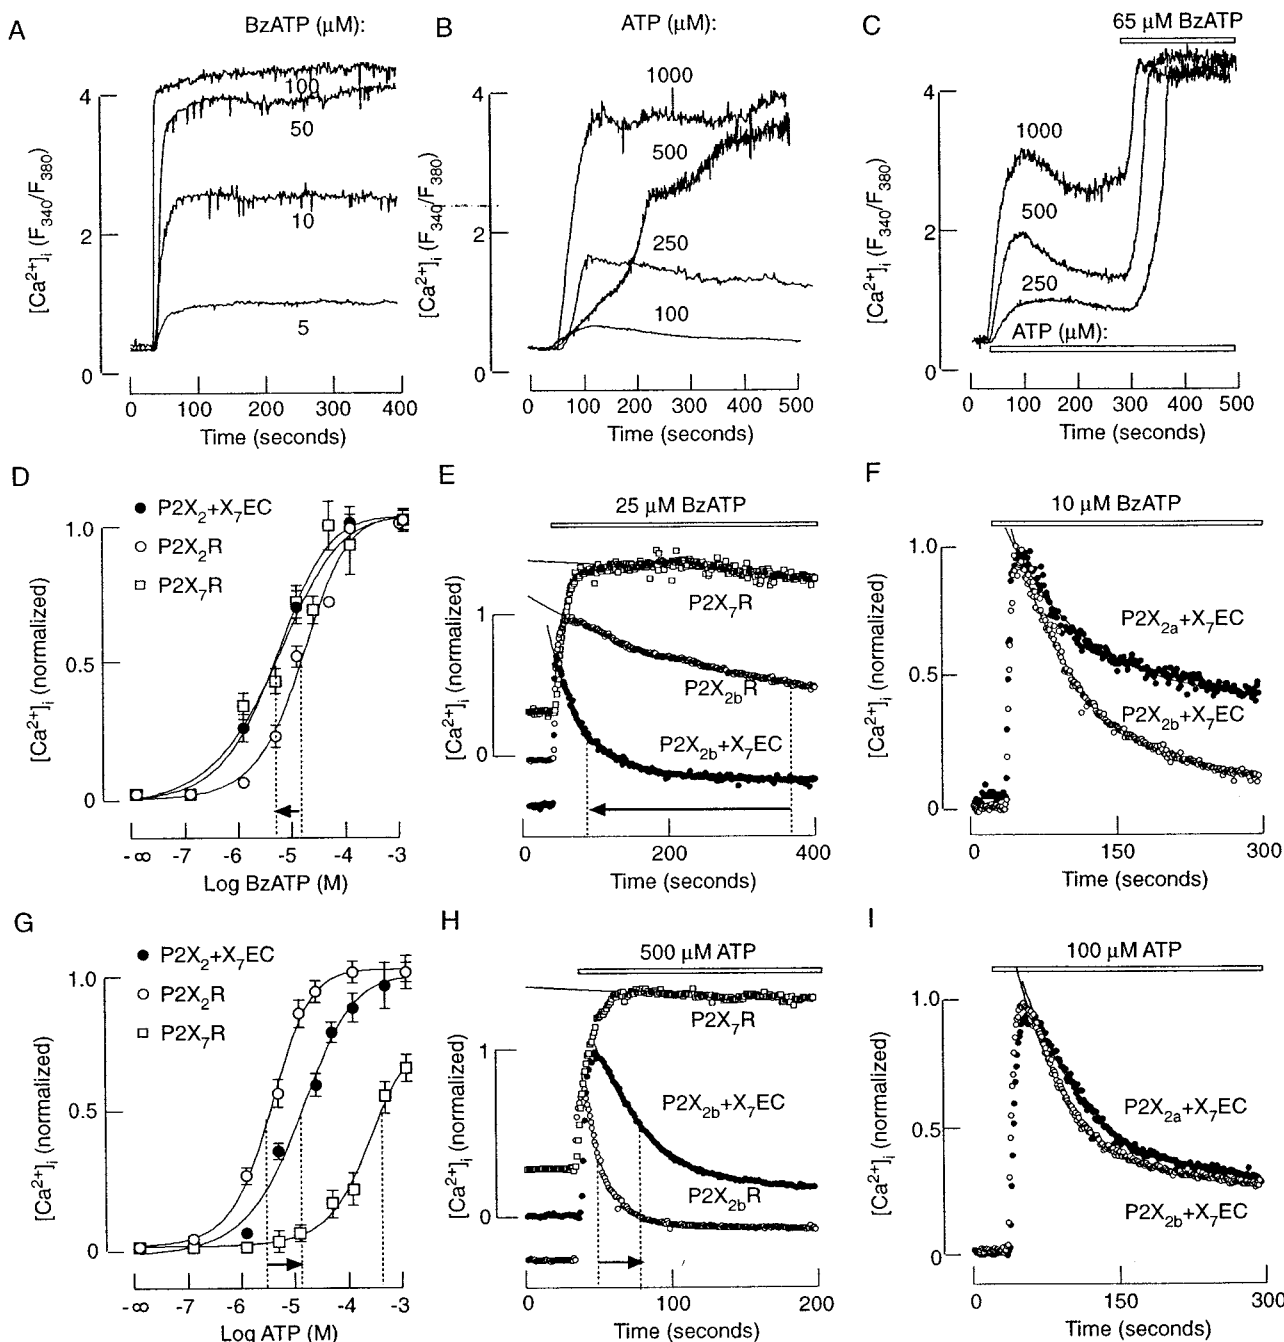 A
BzATP (μM):
100
50
10
5
4
2
0
[Ca²⁺]ᵢ (F₃₄₀/F₃₈₀)
0 100 200 300 400
Time (seconds)
B
ATP (μM):
1000
500
250
100
4
2
0
[Ca²⁺]ᵢ (F₃₄₀/F₃₈₀)
0 100 200 300 400 500
Time (seconds)
C
65 μM BzATP
1000
500
250
ATP (μM):
4
2
0
[Ca²⁺]ᵢ (F₃₄₀/F₃₈₀)
0 100 200 300 400 500
Time (seconds)
D
P2X₂+X₇EC
P2X₂R
P2X₇R
1.0
0.5
0
[Ca²⁺]ᵢ (normalized)
-∞ -7 -6 -5 -4 -3
Log BzATP (M)
E
25 μM BzATP
P2X₇R
P2X₂bR
P2X₂b+X₇EC
1
0
[Ca²⁺]ᵢ (normalized)
0 200 400
Time (seconds)
F
10 μM BzATP
P2X₂a+X₇EC
P2X₂b+X₇EC
1.0
0.5
0
[Ca²⁺]ᵢ (normalized)
0 150 300
Time (seconds)
G
P2X₂+X₇EC
P2X₂R
P2X₇R
1.0
0.5
0
[Ca²⁺]ᵢ (normalized)
-∞ -7 -6 -5 -4 -3
Log ATP (M)
H
500 μM ATP
P2X₇R
P2X₂b+X₇EC
P2X₂bR
1
0
[Ca²⁺]ᵢ (normalized)
0 100 200
Time (seconds)
I
100 μM ATP
P2X₂a+X₇EC
P2X₂b+X₇EC
1.0
0.5
0
[Ca²⁺]ᵢ (normalized)
0 150 300
Time (seconds)